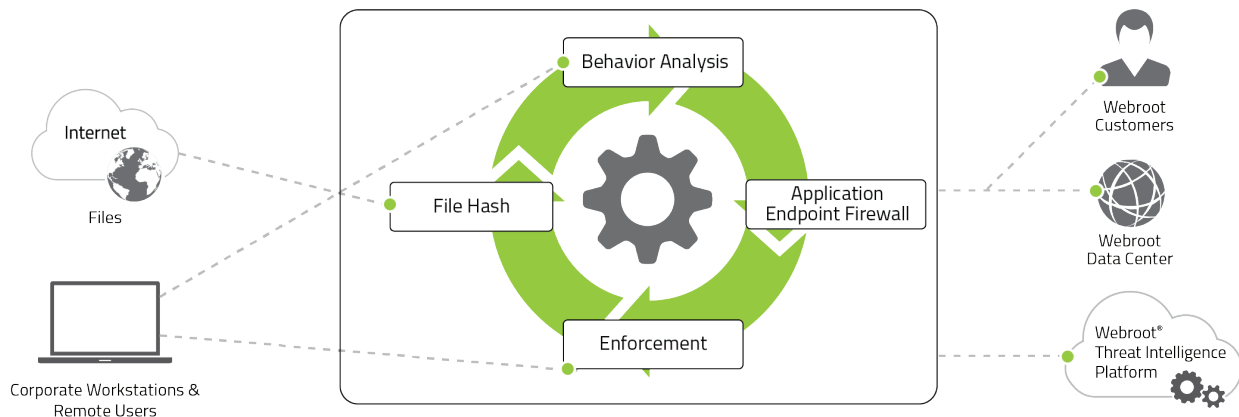 Internet
Files
Corporate Workstations &
Remote Users
Behavior Analysis
File Hash
Application
Endpoint Firewall
Enforcement
Webroot
Customers
Webroot
Data Center
Webroot®
Threat Intelligence
Platform